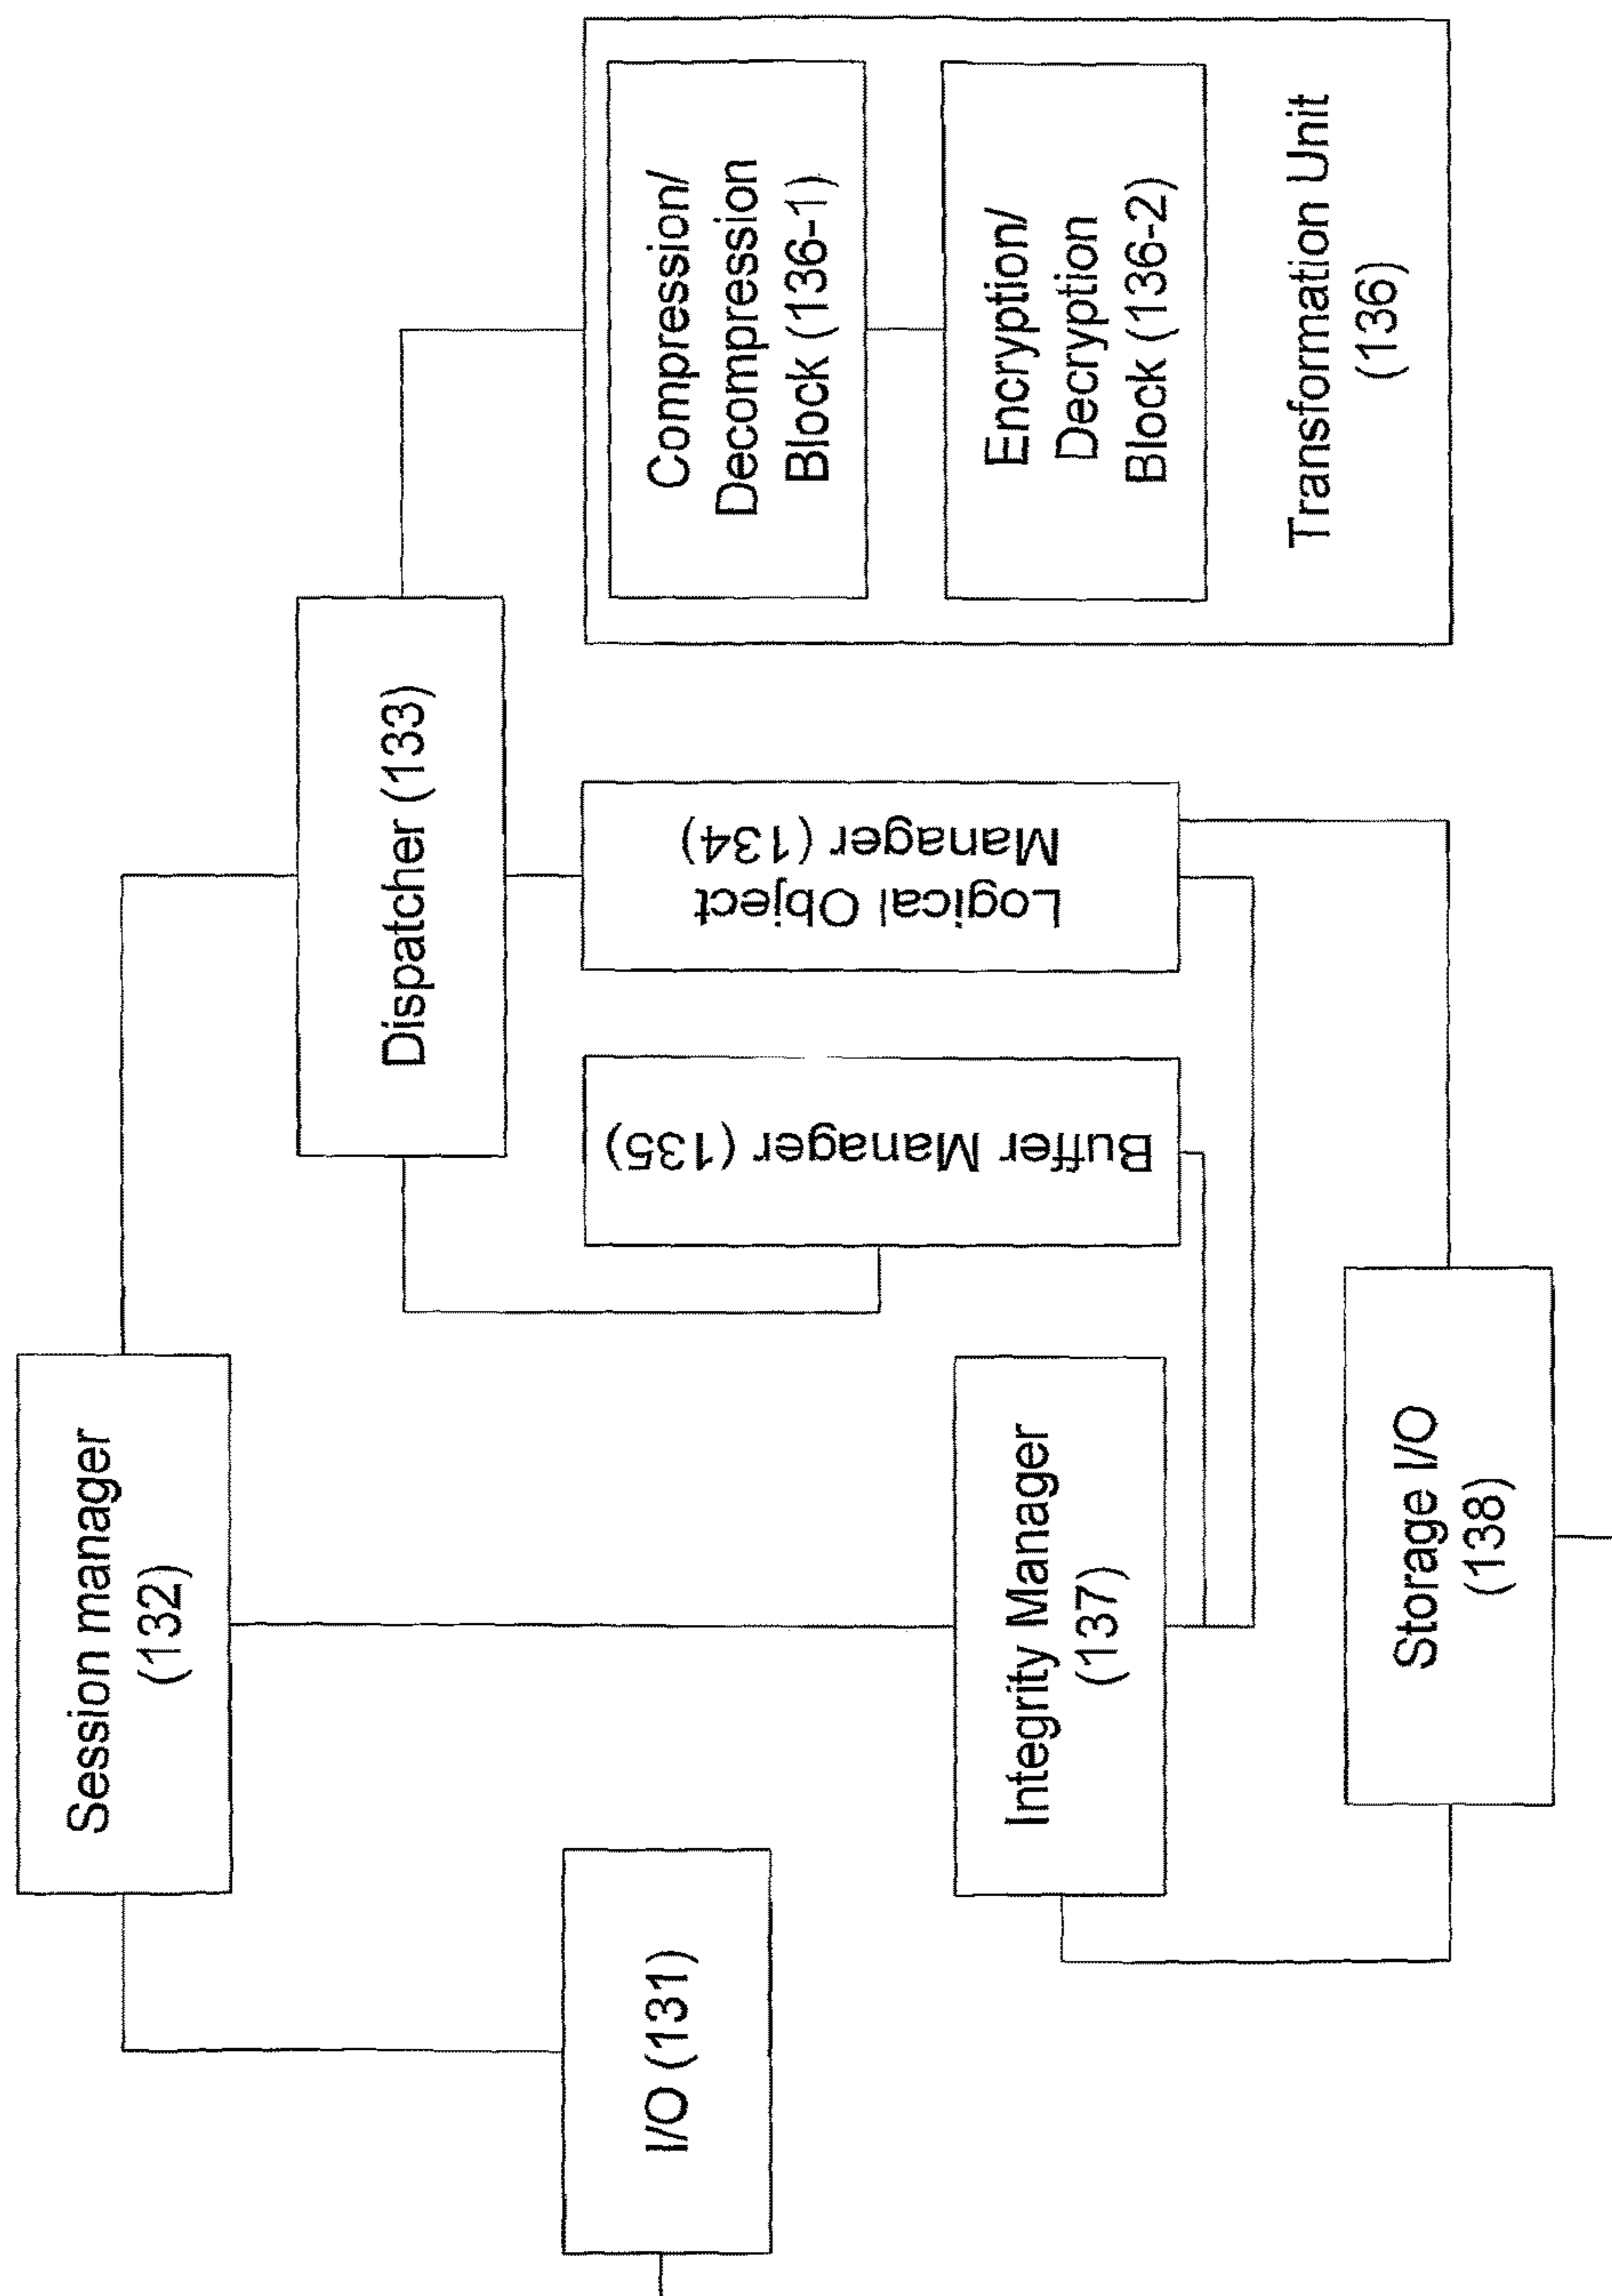 Session manager
(132)
Dispatcher (133)
I/O (131)
Buffer Manager (135)
Logical Object
Manager (134)
Compression/
Decompression
Block (136-1)
Encryption/
Decryption
Block (136-2)
Transformation Unit
(136)
Integrity Manager
(137)
Storage I/O
(138)